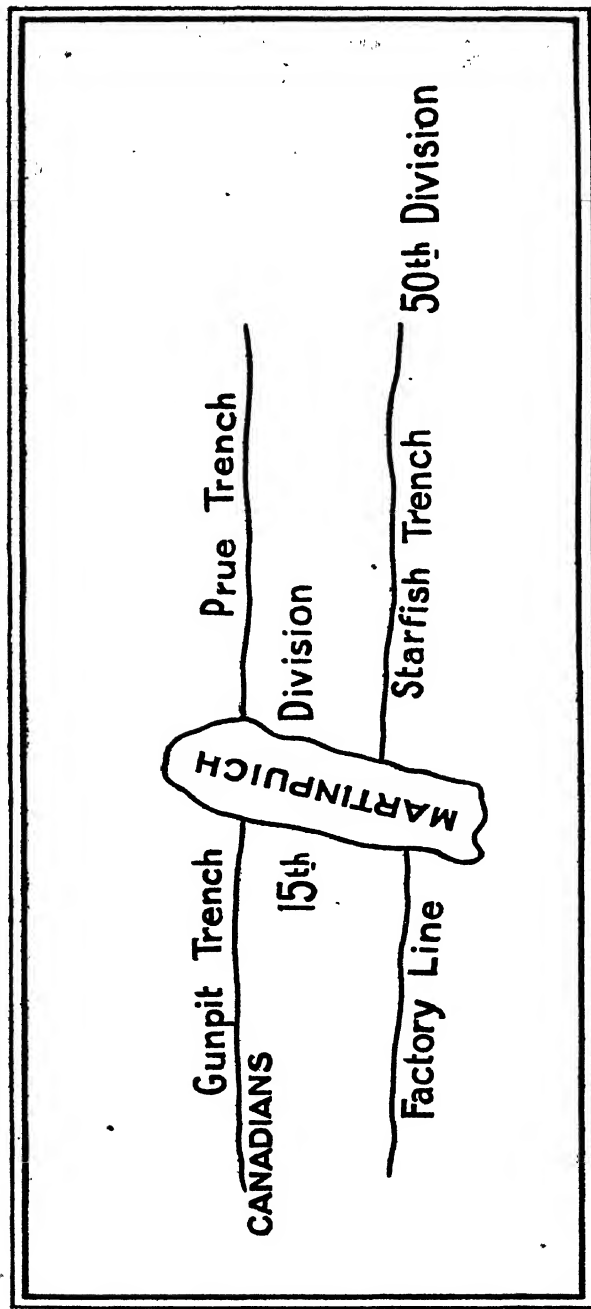 Gunpit Trench
Prue Trench
CANADIANS
15th Division
MARTINPUICH
Factory Line
Starfish Trench
50th Division